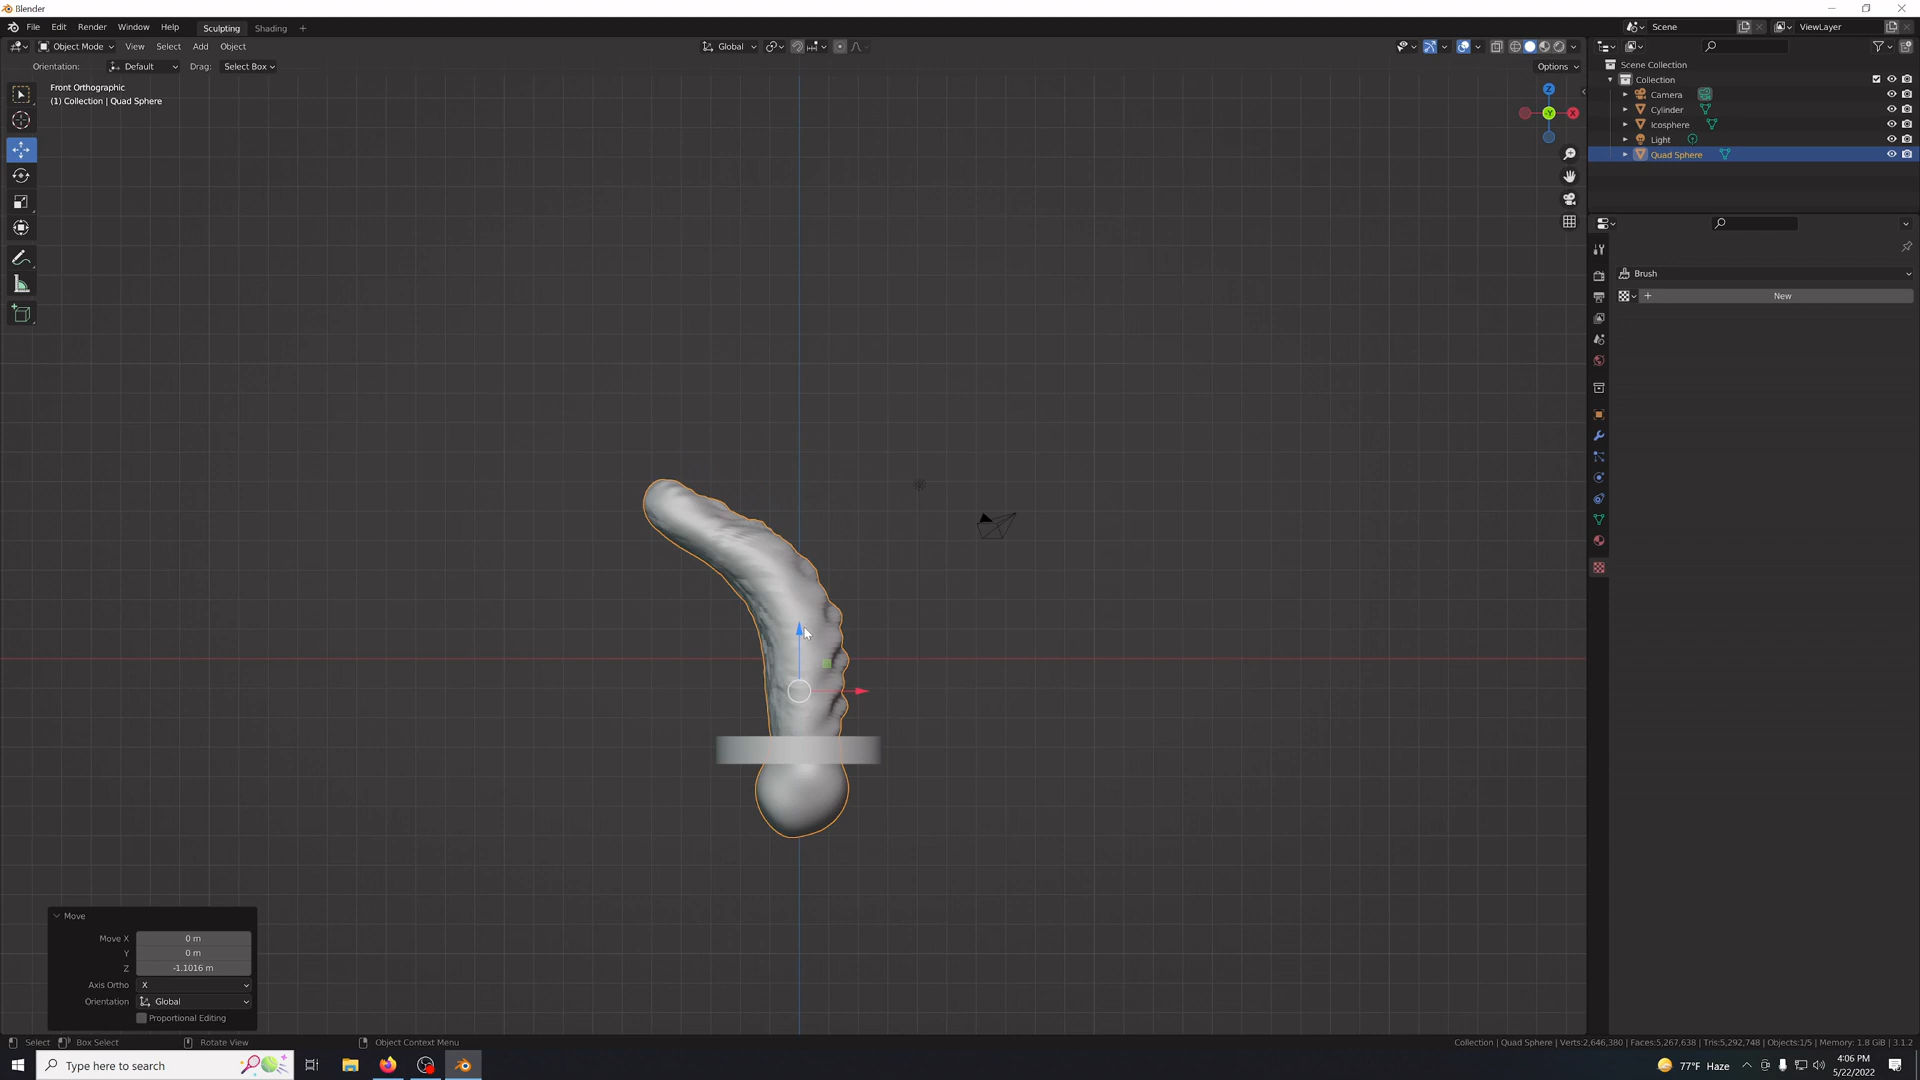 Blender
File Edit Render Window Help Sculpting Shading + Scene ViewLayer
Object Mode View Select Add Object Global
Orientation: Default Drag: Select Box Options
Front Orthographic
(1) Collection | Quad Sphere
Z
-Y
X
Scene Collection
Collection
Camera
Cylinder
Icosphere
Light
Quad Sphere
Brush
+ New
Move
Move X 0 m
Y 0 m
Z -1.1016 m
Axis Ortho X
Orientation Global
Proportional Editing
Select Box Select Rotate View Object Context Menu Collection | Quad Sphere | Verts:2,646,380 | Faces:5,267,638 | Tris:5,292,748 | Objects:1/5 | Memory: 1.8 GiB | 3.1.2
Type here to search 77°F Haze 4:06 PM
5/22/2022